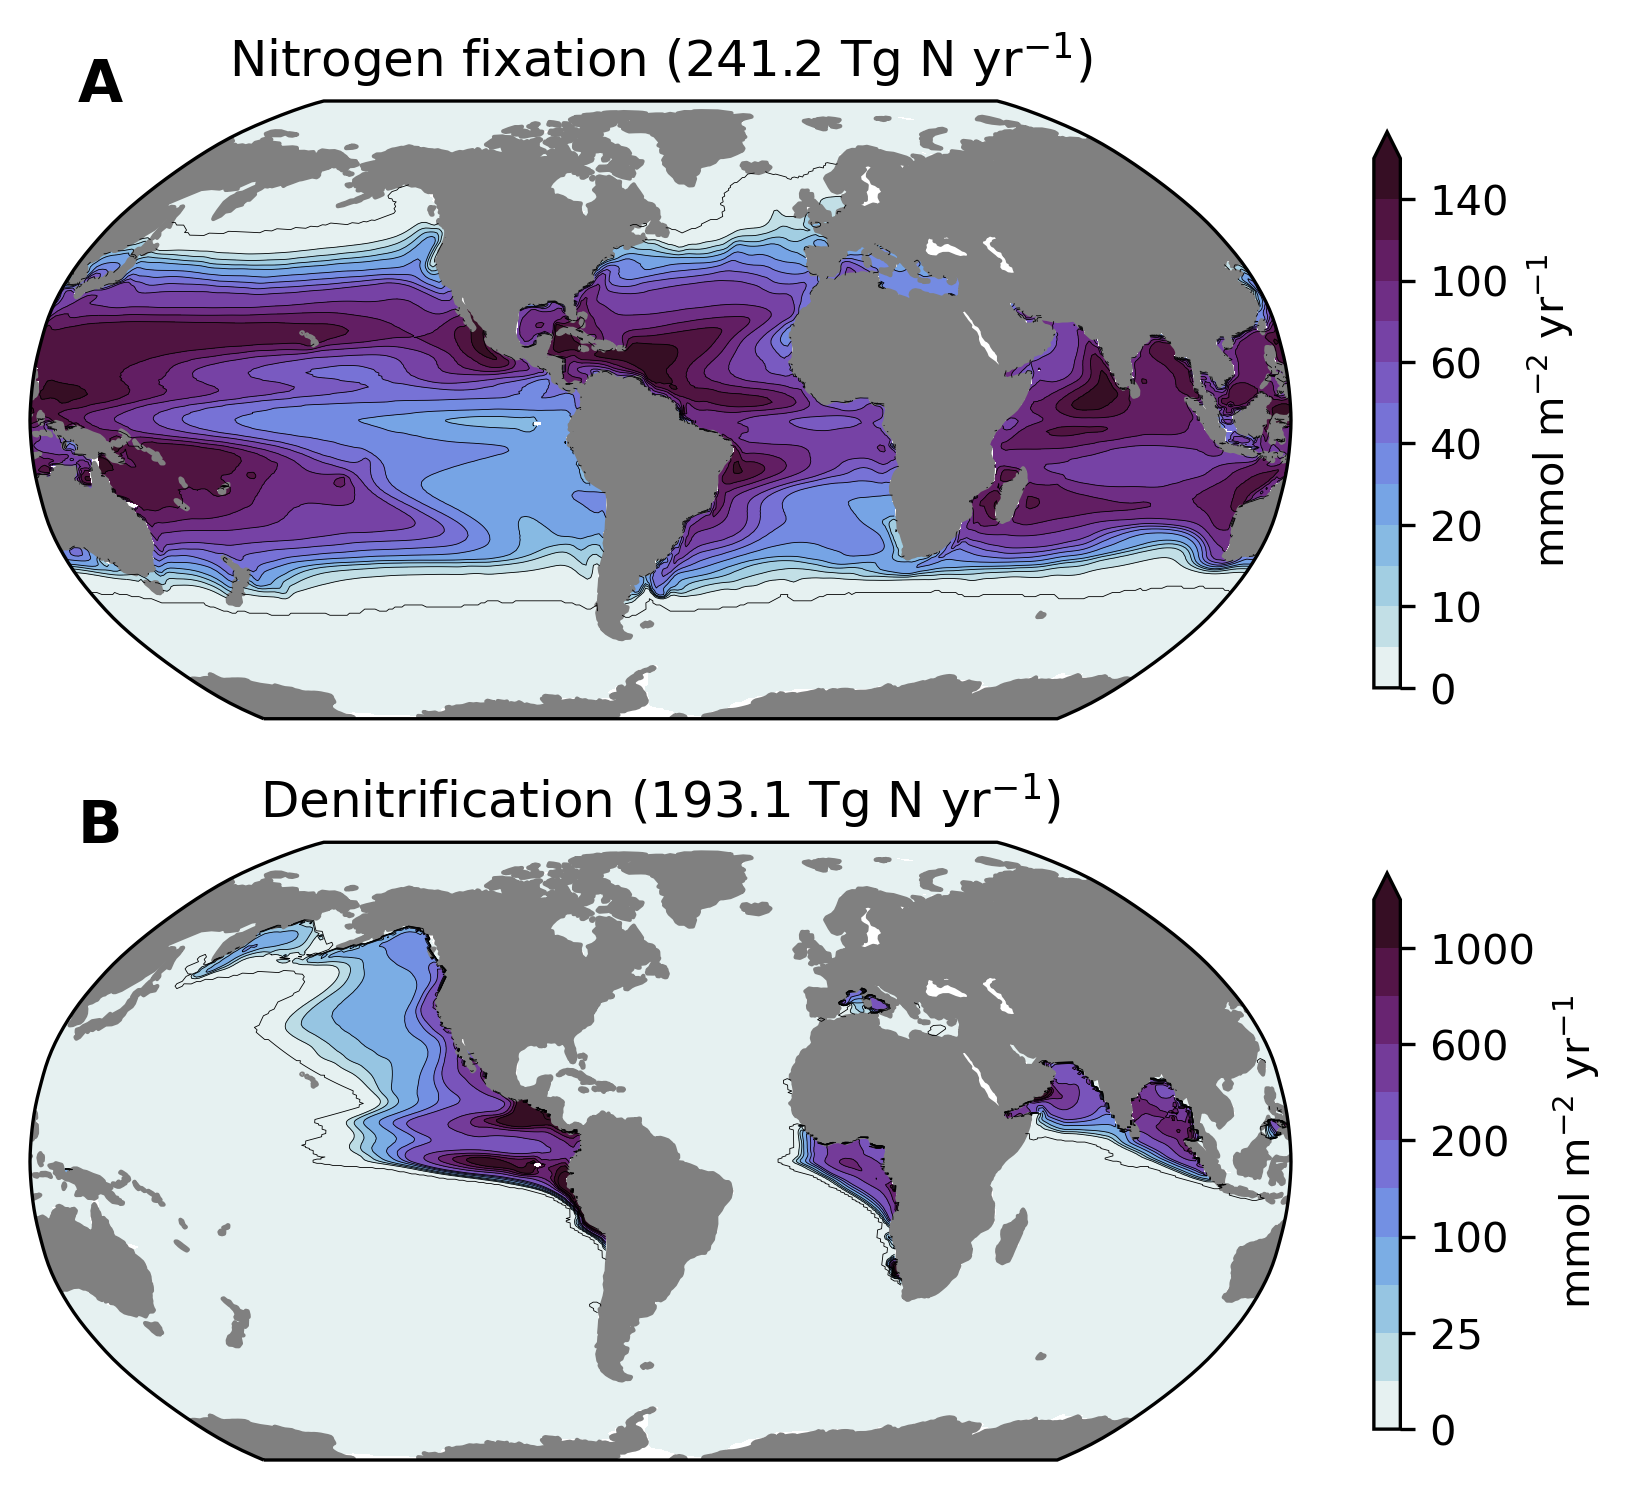 A
Nitrogen fixation (241.2 Tg N yr⁻¹)
140
100
60
40
20
10
0
mmol m⁻² yr⁻¹
B
Denitrification (193.1 Tg N yr⁻¹)
1000
600
200
100
25
0
mmol m⁻² yr⁻¹